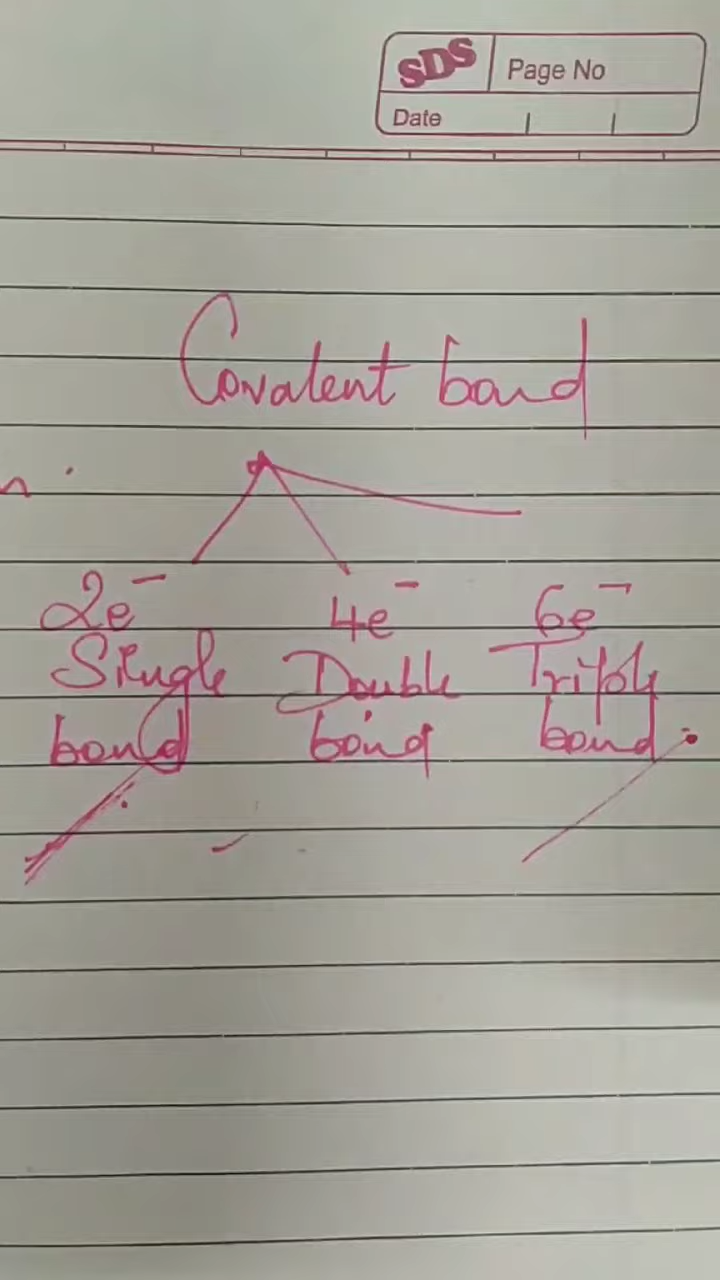 SDS Page No
Date
Covalent bond
2e⁻ 4e⁻ 6e⁻
Single Double Triple
bond bond bond